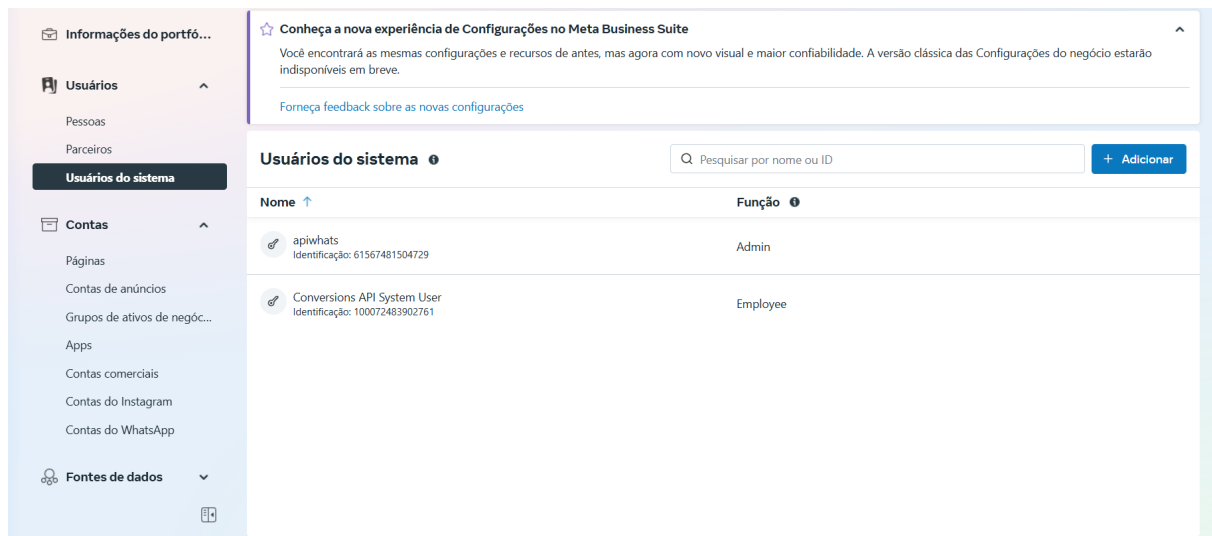 Informações do portfó...
Usuários
Pessoas
Parceiros
Usuários do sistema
Contas
Páginas
Contas de anúncios
Grupos de ativos de negóc...
Apps
Contas comerciais
Contas do Instagram
Contas do WhatsApp
Fontes de dados
Conheça a nova experiência de Configurações no Meta Business Suite
Você encontrará as mesmas configurações e recursos de antes, mas agora com novo visual e maior confiabilidade. A versão clássica das Configurações do negócio estarão
indisponíveis em breve.
Forneça feedback sobre as novas configurações
Usuários do sistema
Pesquisar por nome ou ID
+ Adicionar
Nome ↑ Função
apiwhats
Identificação: 61567481504729
Admin
Conversions API System User
Identificação: 100072483902761
Employee